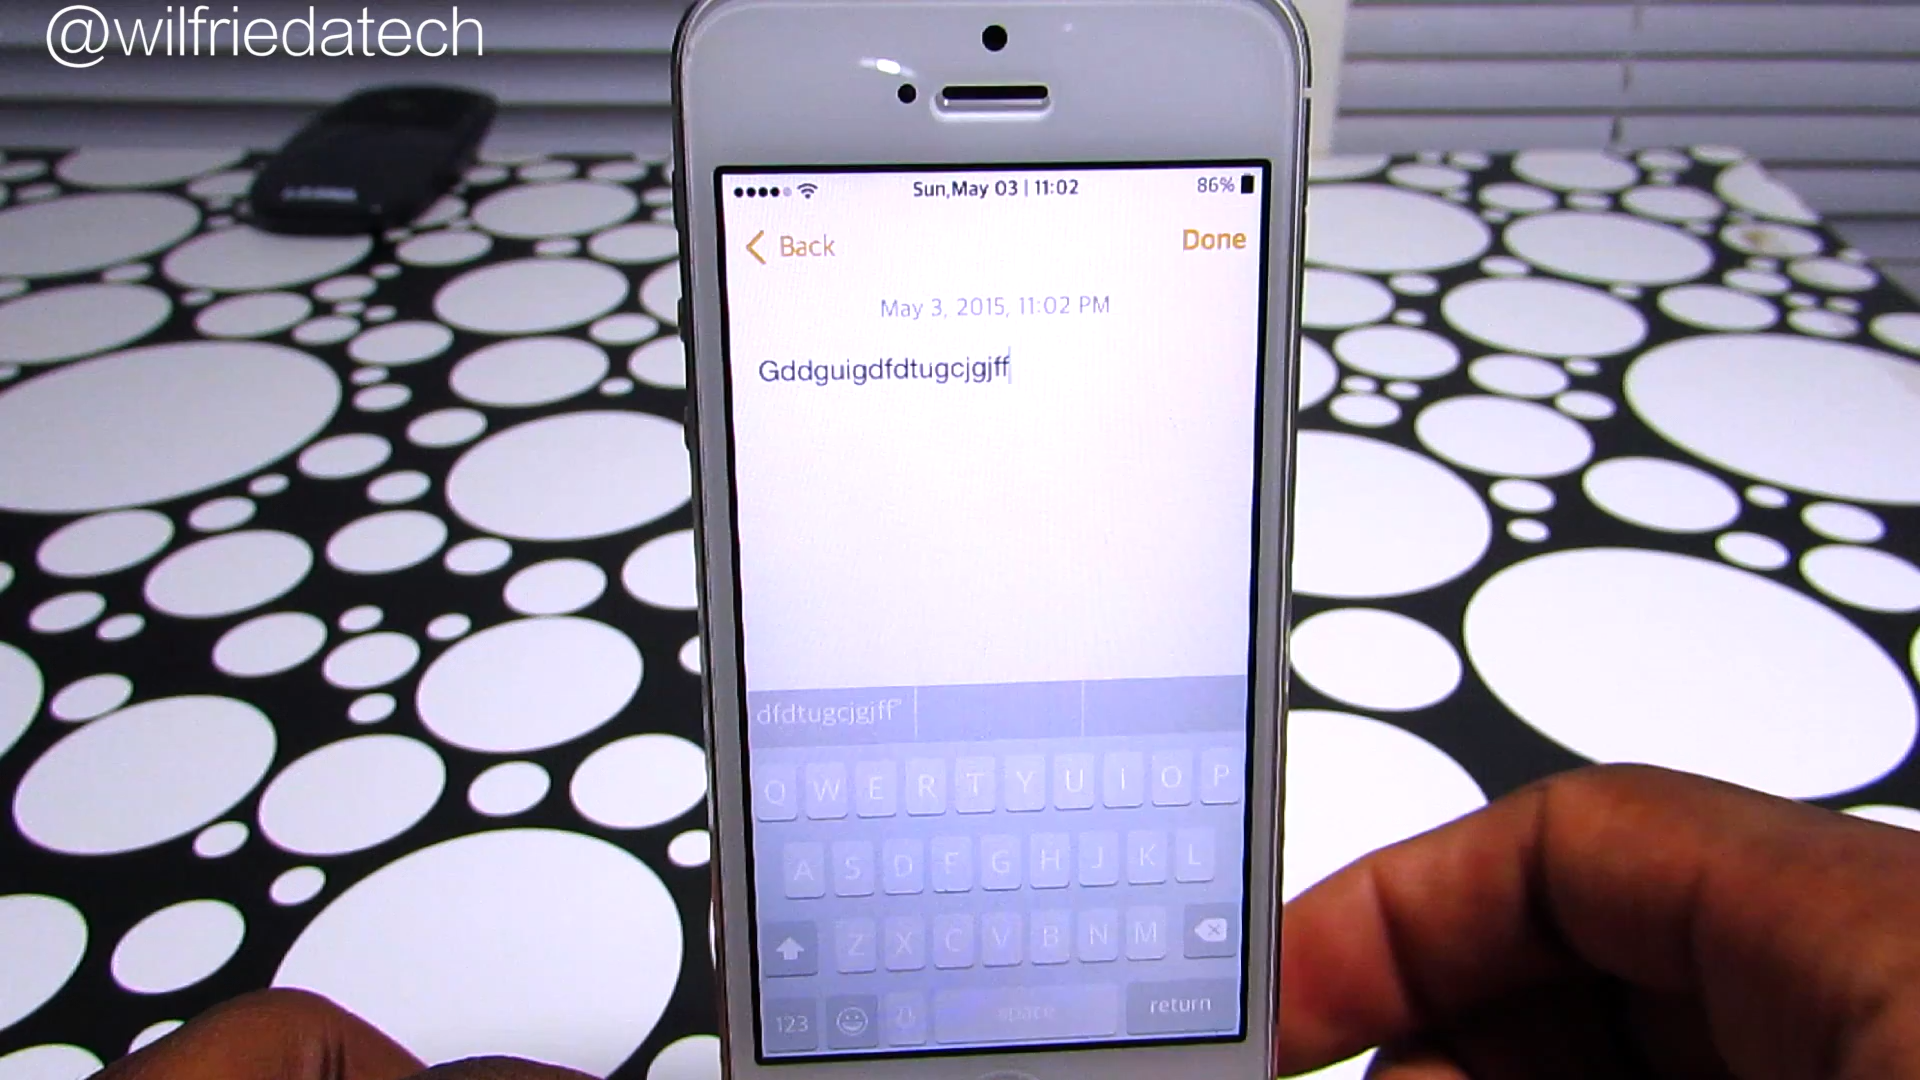 @wilfriedatech
Sun,May 03 | 11:02
86%
Back
Done
May 3, 2015, 11:02 PM
Gddguigdfdtugcjgjff
dfdtugcjgjff”
Q W E R T Y U I O P
A S D F G H J K L
Z X C V B N M
123
space
return